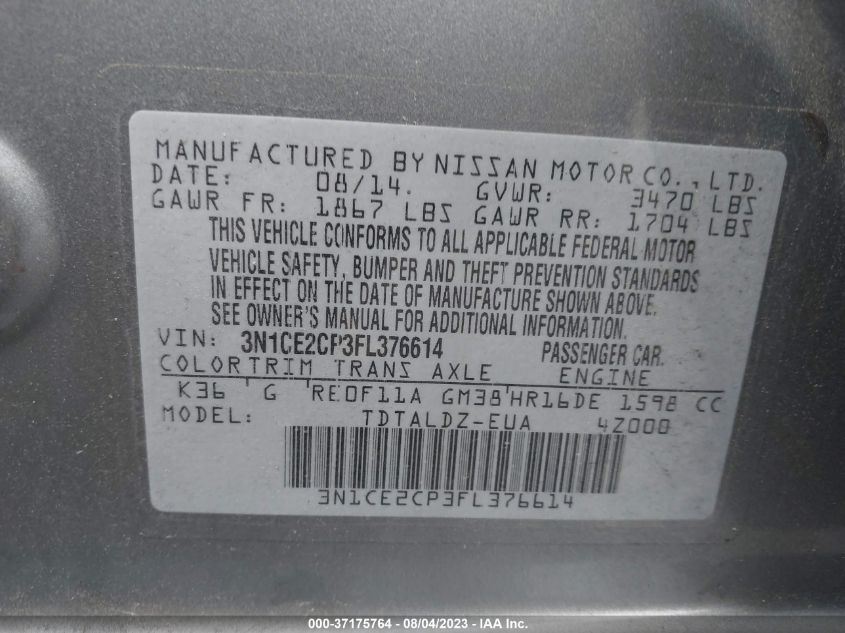 MANUFACTURED BY NISSAN MOTOR CO., LTD.
DATE: 08/14. GVWR: 3470 LBS
GAWR FR: 1867 LBS GAWR RR: 1704 LBS
THIS VEHICLE CONFORMS TO ALL APPLICABLE FEDERAL MOTOR
VEHICLE SAFETY, BUMPER AND THEFT PREVENTION STANDARDS
IN EFFECT ON THE DATE OF MANUFACTURE SHOWN ABOVE.
SEE OWNER'S MANUAL FOR ADDITIONAL INFORMATION.
VIN: 3N1CE2CP3FL376614 PASSENGER CAR
COLOR TRIM TRANS AXLE ENGINE
K36 ' G 'RE0F11A GM38'HR16DE 1598 CC
MODEL: TDTALDZ-EUA 4Z000
3N1CE2CP3FL376614
000-37175764 - 08/04/2023 - IAA Inc.